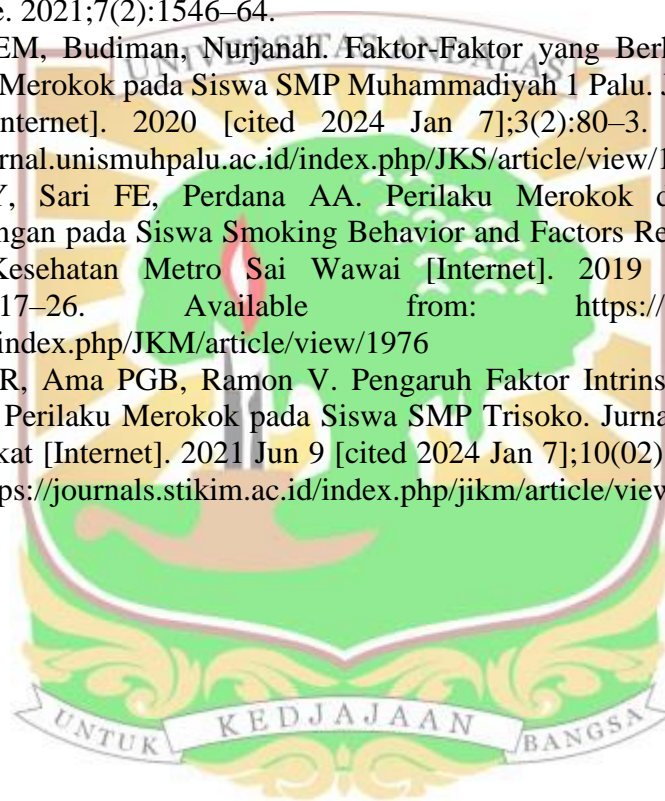 e. 2021;7(2):1546–64.
EM, Budiman, Nurjanah. Faktor-Faktor yang Berl
UNIVERSITAS ANDALAS
Merokok pada Siswa SMP Muhammadiyah 1 Palu. J
nternet]. 2020 [cited 2024 Jan 7];3(2):80–3.
rnal.unismuhpalu.ac.id/index.php/JKS/article/view/1
Y, Sari FE, Perdana AA. Perilaku Merokok d
ngan pada Siswa Smoking Behavior and Factors Re
Kesehatan Metro Sai Wawai [Internet]. 2019
17–26. Available from: https://
index.php/JKM/article/view/1976
R, Ama PGB, Ramon V. Pengaruh Faktor Intrins
Perilaku Merokok pada Siswa SMP Trisoko. Jurna
kat [Internet]. 2021 Jun 9 [cited 2024 Jan 7];10(02)
ps://journals.stikim.ac.id/index.php/jikm/article/view
UNTUK KEDJAJAAN BANGSA